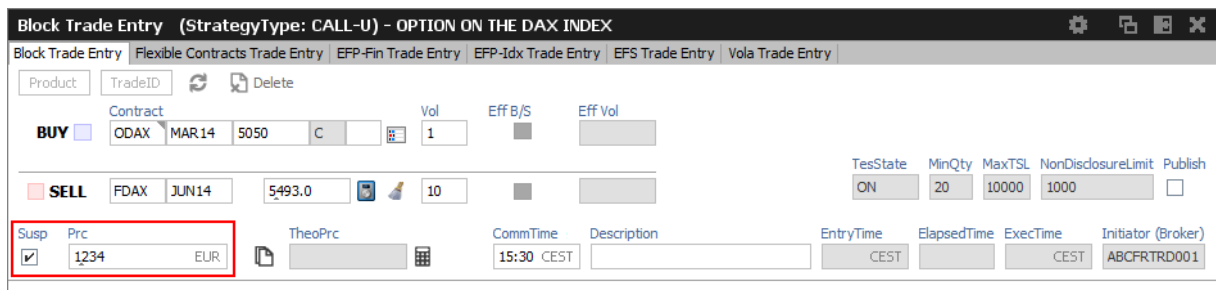 Block Trade Entry (StrategyType: CALL-U) - OPTION ON THE DAX INDEX
Block Trade Entry Flexible Contracts Trade Entry EFP-Fin Trade Entry EFP-Idx Trade Entry EFS Trade Entry Vola Trade Entry
Product TradeID Delete
Contract Vol Eff B/S Eff Vol
BUY ODAX MAR14 5050 C 1
TesState MinQty MaxTSL NonDisclosureLimit Publish
SELL FDAX JUN14 5493.0 10 ON 20 10000 1000
Susp Prc TheoPrc CommTime Description EntryTime ElapsedTime ExecTime Initiator (Broker)
1234 EUR 15:30 CEST CEST CEST ABCFRTRD001